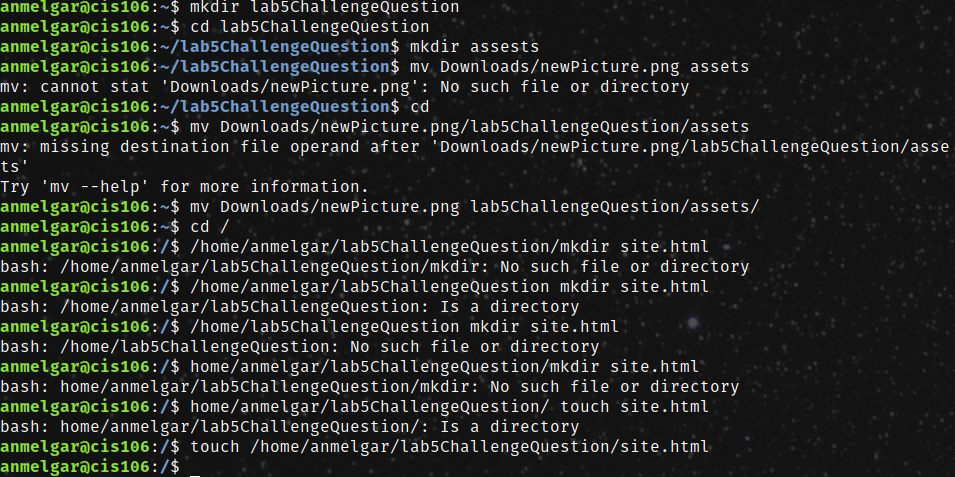 anmelgar@cis106:~$ mkdir lab5ChallengeQuestion
anmelgar@cis106:~$ cd lab5ChallengeQuestion
anmelgar@cis106:~/lab5ChallengeQuestion$ mkdir assests
anmelgar@cis106:~/lab5ChallengeQuestion$ mv Downloads/newPicture.png assets
mv: cannot stat 'Downloads/newPicture.png': No such file or directory
anmelgar@cis106:~/lab5ChallengeQuestion$ cd
anmelgar@cis106:~$ mv Downloads/newPicture.png/lab5ChallengeQuestion/assets
mv: missing destination file operand after 'Downloads/newPicture.png/lab5ChallengeQuestion/asse
ts'
Try 'mv --help' for more information.
anmelgar@cis106:~$ mv Downloads/newPicture.png lab5ChallengeQuestion/assets/
anmelgar@cis106:~$ cd /
anmelgar@cis106:/$ /home/anmelgar/lab5ChallengeQuestion/mkdir site.html
bash: /home/anmelgar/lab5ChallengeQuestion/mkdir: No such file or directory
anmelgar@cis106:/$ /home/anmelgar/lab5ChallengeQuestion mkdir site.html
bash: /home/anmelgar/lab5ChallengeQuestion: Is a directory
anmelgar@cis106:/$ /home/lab5ChallengeQuestion mkdir site.html
bash: /home/lab5ChallengeQuestion: No such file or directory
anmelgar@cis106:/$ home/anmelgar/lab5ChallengeQuestion/mkdir site.html
bash: home/anmelgar/lab5ChallengeQuestion/mkdir: No such file or directory
anmelgar@cis106:/$ home/anmelgar/lab5ChallengeQuestion/ touch site.html
bash: home/anmelgar/lab5ChallengeQuestion/: Is a directory
anmelgar@cis106:/$ touch /home/anmelgar/lab5ChallengeQuestion/site.html
anmelgar@cis106:/$